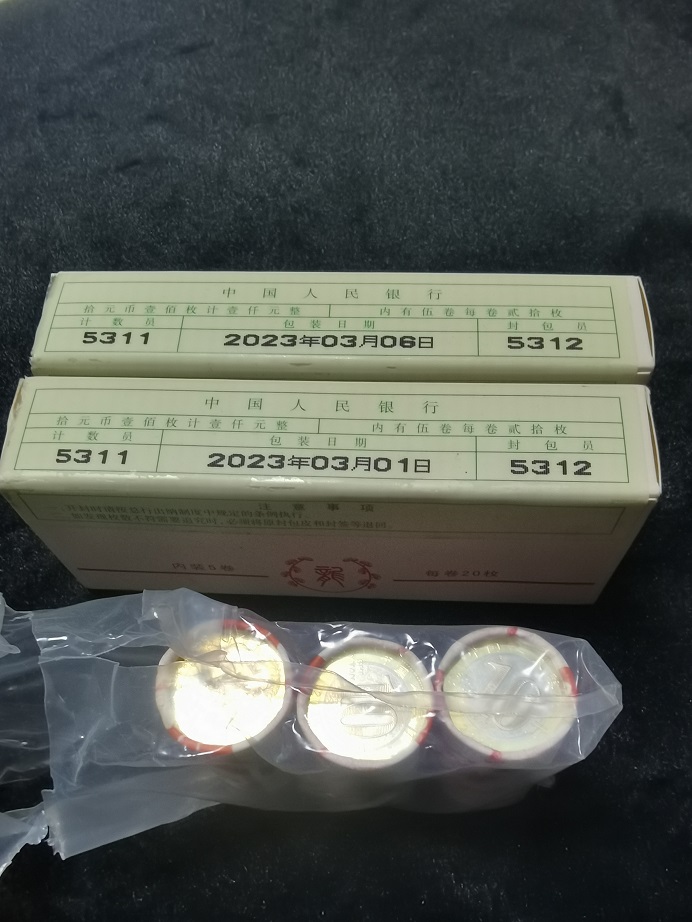 中国人民银行
拾元币壹佰枚计壹仟元整 内有伍卷每卷贰拾枚
计数员 包装日期 封包员
5311 2023年03月06日 5312
中国人民银行
拾元币壹佰枚计壹仟元整 内有伍卷每卷贰拾枚
计数员 包装日期 封包员
5311 2023年03月01日 5312
注意事项
内装5卷 龍 每卷20枚
10